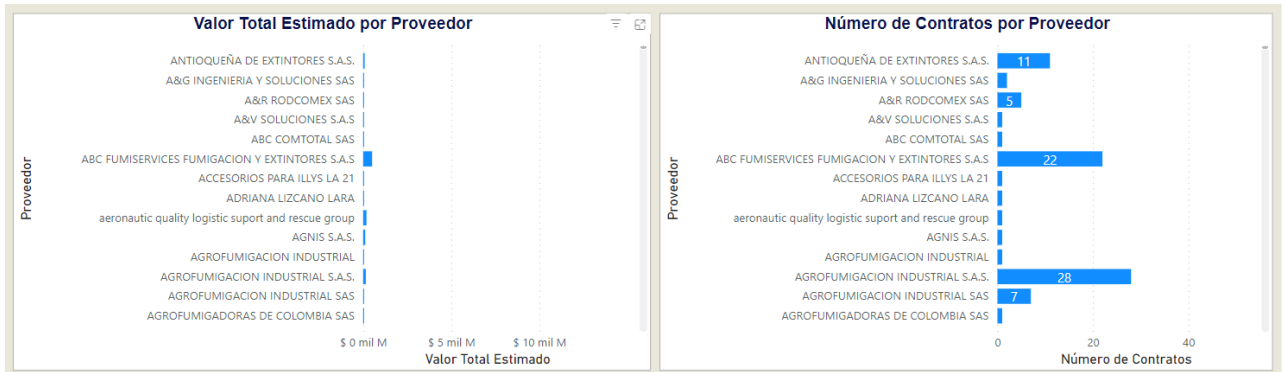 Valor Total Estimado por Proveedor
Proveedor
ANTIOQUEÑA DE EXTINTORES S.A.S.
A&G INGENIERIA Y SOLUCIONES SAS
A&R RODCOMEX SAS
A&V SOLUCIONES S.A.S
ABC COMTOTAL SAS
ABC FUMISERVICES FUMIGACION Y EXTINTORES S.A.S
ACCESORIOS PARA ILLYS LA 21
ADRIANA LIZCANO LARA
aeronautic quality logistic suport and rescue group
AGNIS S.A.S.
AGROFUMIGACION INDUSTRIAL
AGROFUMIGACION INDUSTRIAL S.A.S.
AGROFUMIGACION INDUSTRIAL SAS
AGROFUMIGADORAS DE COLOMBIA SAS
$ 0 mil M $ 5 mil M $ 10 mil M
Valor Total Estimado
Número de Contratos por Proveedor
Proveedor
ANTIOQUEÑA DE EXTINTORES S.A.S. 11
A&G INGENIERIA Y SOLUCIONES SAS
A&R RODCOMEX SAS 5
A&V SOLUCIONES S.A.S
ABC COMTOTAL SAS
ABC FUMISERVICES FUMIGACION Y EXTINTORES S.A.S 22
ACCESORIOS PARA ILLYS LA 21
ADRIANA LIZCANO LARA
aeronautic quality logistic suport and rescue group
AGNIS S.A.S.
AGROFUMIGACION INDUSTRIAL
AGROFUMIGACION INDUSTRIAL S.A.S. 28
AGROFUMIGACION INDUSTRIAL SAS 7
AGROFUMIGADORAS DE COLOMBIA SAS
0 20 40
Número de Contratos